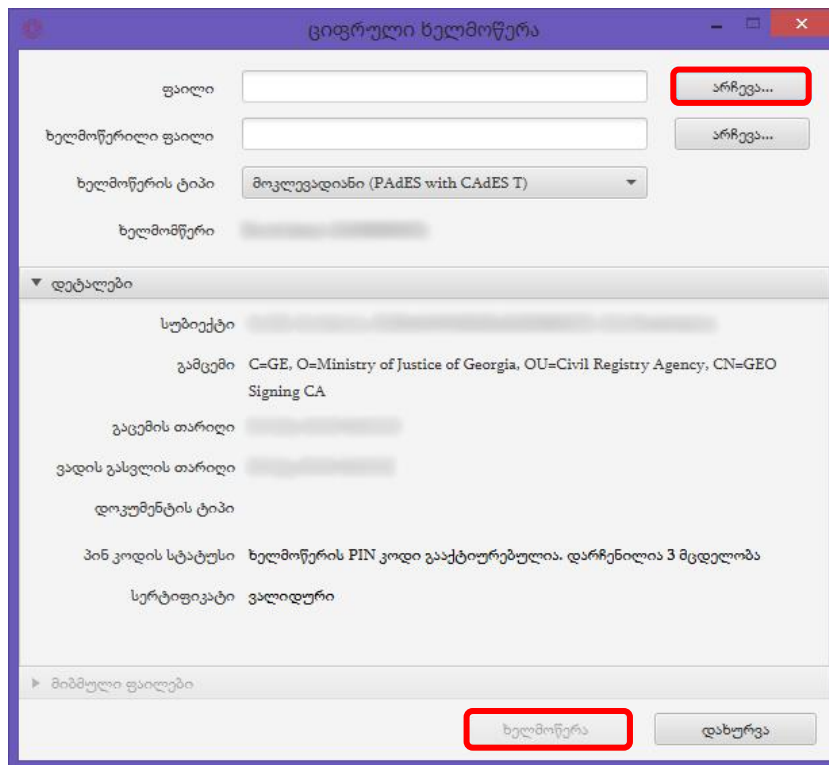 ციფრული ხელმოწერა
ფაილი არჩევა...
ხელმოწერილი ფაილი არჩევა...
ხელმოწერის ტიპი მოკლევადიანი (PAdES with CAdES T)
ხელმომწერი
დეტალები
სუბიექტი
გამცემი C=GE, O=Ministry of Justice of Georgia, OU=Civil Registry Agency, CN=GEO
Signing CA
გაცემის თარიღი
ვადის გასვლის თარიღი
დოკუმენტის ტიპი
პინ კოდის სტატუსი ხელმოწერის PIN კოდი გააქტიურებულია. დარჩენილია 3 მცდელობა
სერტიფიკატი ვალიდური
მიბმული ფაილები
ხელმოწერა დახურვა